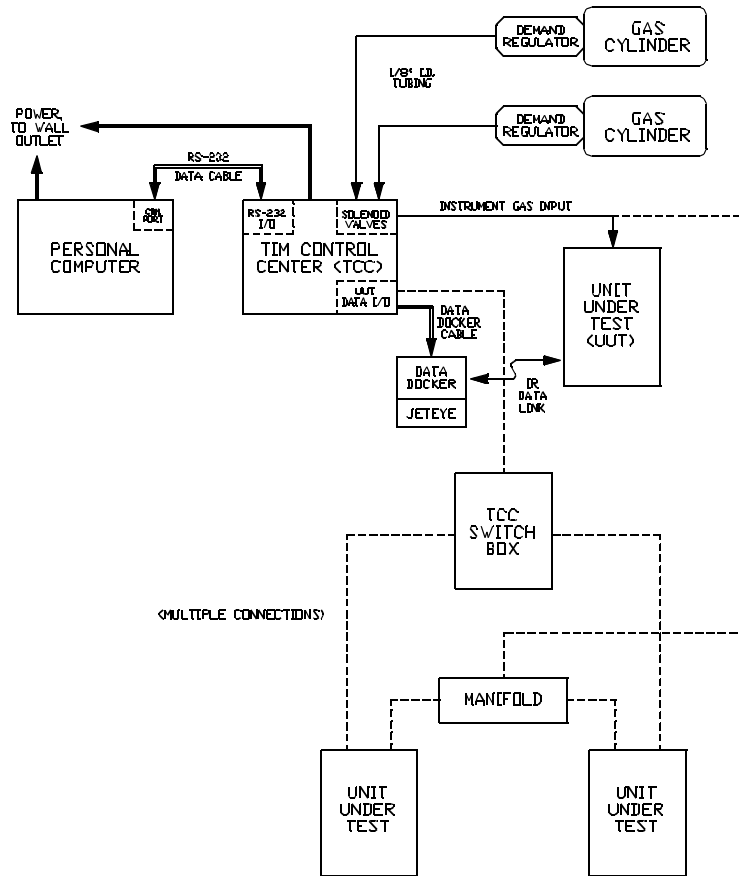 DEMAND
REGULATOR
GAS
CYLINDER
1/8" I.D.
TUBING
DEMAND
REGULATOR
GAS
CYLINDER
POWER,
TO WALL
OUTLET
RS-232
DATA CABLE
COM
PORT
PERSONAL
COMPUTER
RS-232
I/O
SOLENOID
VALVES
TIM CONTROL
CENTER (TCC)
UUT
DATA I/O
INSTRUMENT GAS INPUT
UNIT
UNDER
TEST
(UUT)
DATA
DOCKER
CABLE
DATA
DOCKER
JETEYE
IR
DATA
LINK
TCC
SWITCH
BOX
(MULTIPLE CONNECTIONS)
MANIFOLD
UNIT
UNDER
TEST
UNIT
UNDER
TEST